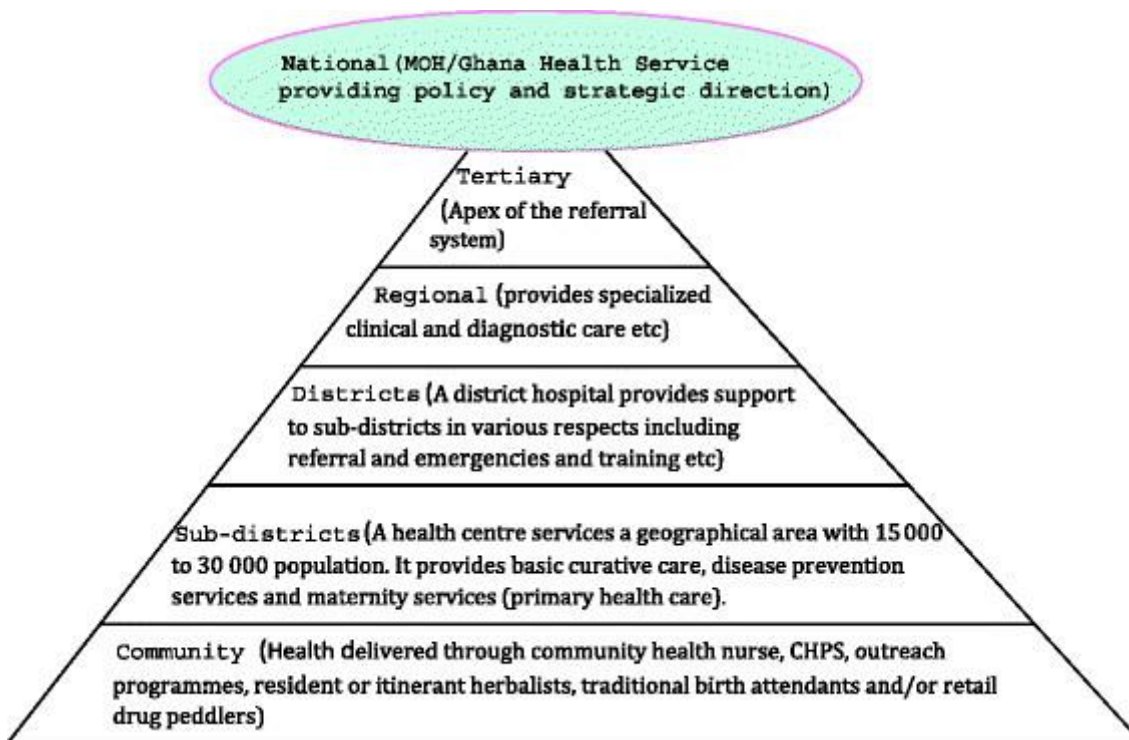 National (MOH/Ghana Health Service
providing policy and strategic direction)
Tertiary
(Apex of the referral
system)
Regional (provides specialized
clinical and diagnostic care etc)
Districts (A district hospital provides support
to sub-districts in various respects including
referral and emergencies and training etc)
Sub-districts (A health centre services a geographical area with 15 000
to 30 000 population. It provides basic curative care, disease prevention
services and maternity services (primary health care).
Community (Health delivered through community health nurse, CHPS, outreach
programmes, resident or itinerant herbalists, traditional birth attendants and/or retail
drug peddlers)